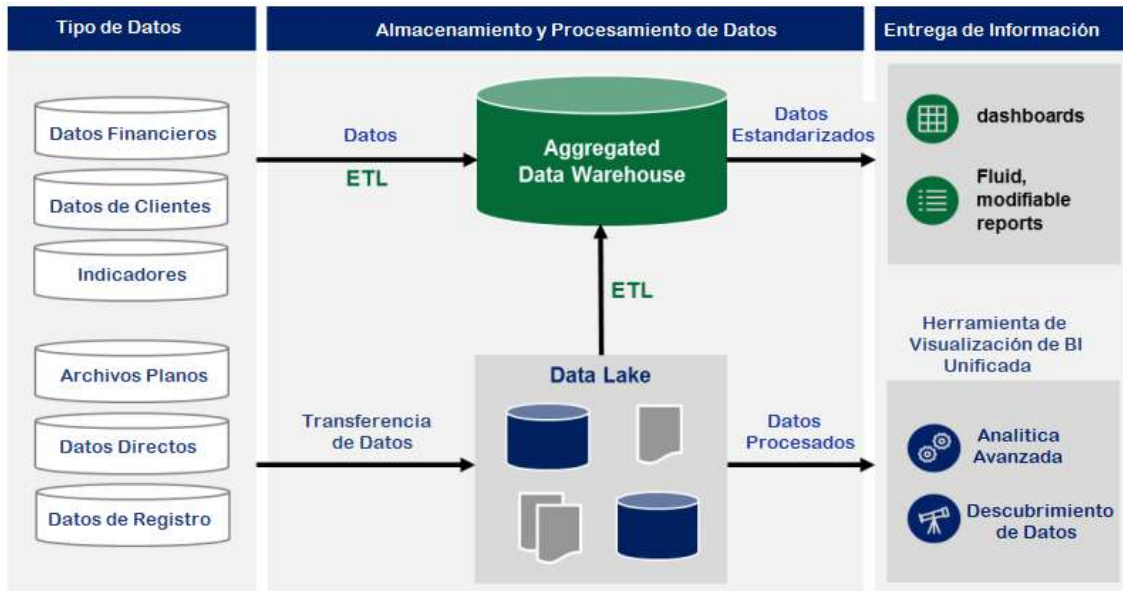 Tipo de Datos
Almacenamiento y Procesamiento de Datos
Entrega de Información
Datos Financieros
Datos de Clientes
Indicadores
Archivos Planos
Datos Directos
Datos de Registro
Datos
ETL
Aggregated
Data Warehouse
ETL
Transferencia
de Datos
Data Lake
Datos
Estandarizados
Datos
Procesados
dashboards
Fluid,
modifiable
reports
Herramienta de
Visualización de BI
Unificada
Analitica
Avanzada
Descubrimiento
de Datos